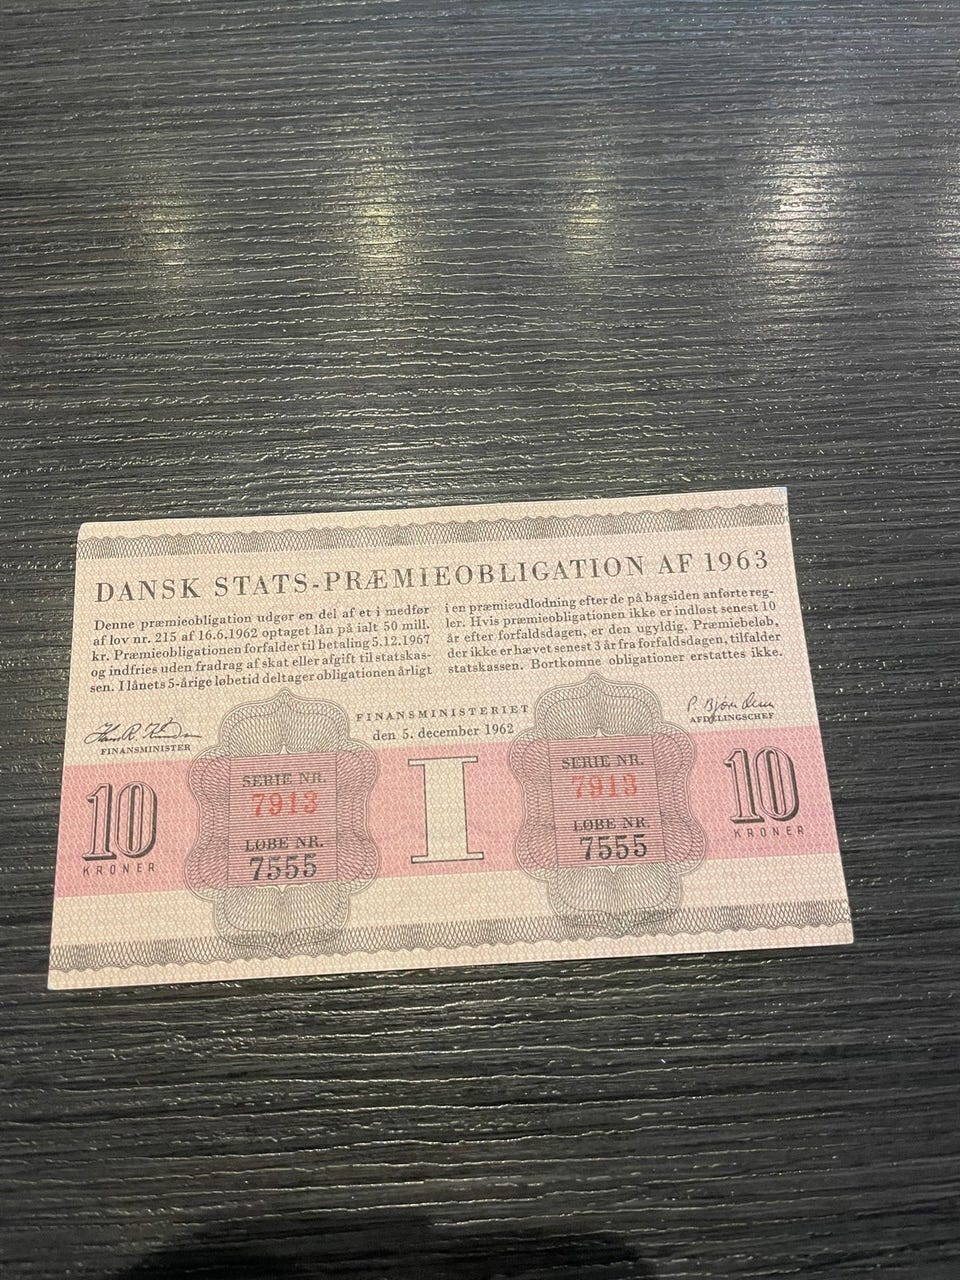 DANSK STATS-PRÆMIEOBLIGATION AF 1963
Denne præmieobligation udgør en del af et i medfør
af lov nr. 215 af 16.6.1962 optaget lån på ialt 50 mill.
kr. Præmieobligationen forfalder til betaling 5.12.1967
og indfries uden fradrag af skat eller afgift til statskas-
sen. I lånets 5-årige løbetid deltager obligationen årligt
i en præmieudlodning efter de på bagsiden anførte reg-
ler. Hvis præmieobligationen ikke er indløst senest 10
år efter forfaldsdagen, er den ugyldig. Præmiebeløb,
der ikke er hævet senest 3 år fra forfaldsdagen, tilfalder
statskassen. Bortkomne obligationer erstattes ikke.
FINANSMINISTERIET
den 5. december 1962
FINANSMINISTER
AFDELINGSCHEF
10
KRONER
SERIE NR.
7913
LØBE NR.
7555
I
SERIE NR.
7913
LØBE NR.
7555
10
KRONER